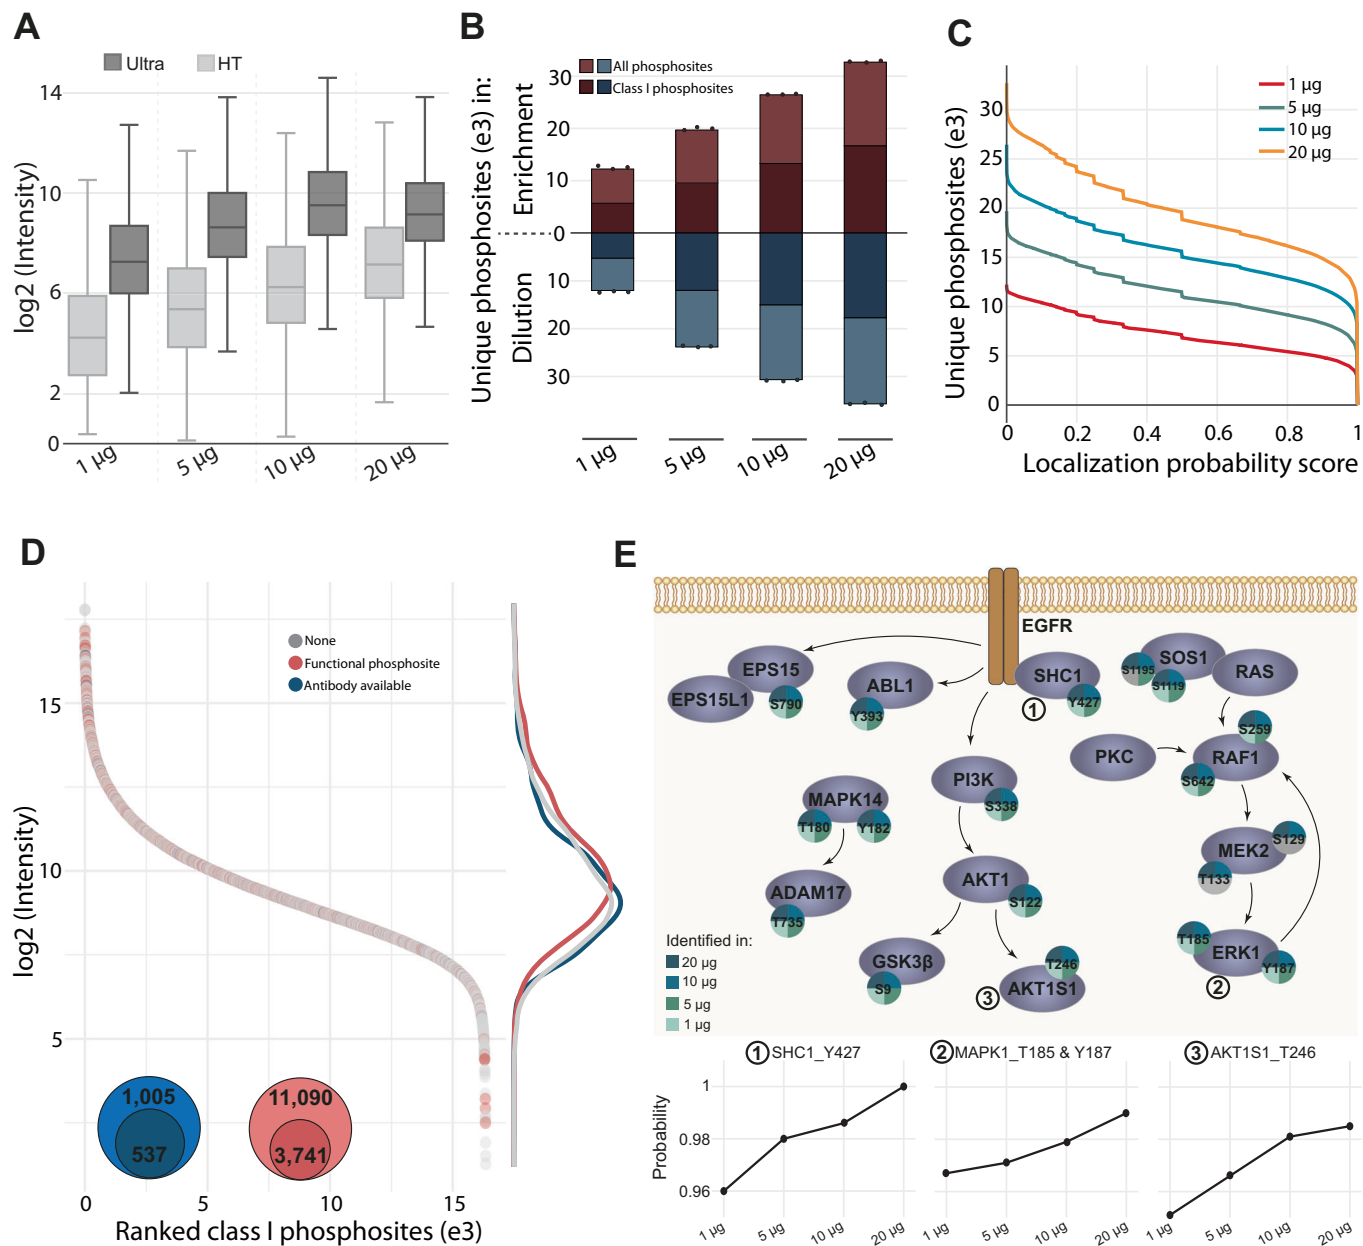 A
Ultra
HT
log2 (Intensity)
14
10
6
2
0
1 µg
5 µg
10 µg
20 µg
B
All phosphosites
Class I phosphosites
Unique phosphosites (e3) in:
Enrichment
Dilution
30
20
10
0
10
20
30
1 µg
5 µg
10 µg
20 µg
C
1 µg
5 µg
10 µg
20 µg
Unique phosphosites (e3)
30
25
20
15
10
5
0
0
0.2
0.4
0.6
0.8
1
Localization probability score
D
None
Functional phosphosite
Antibody available
log2 (Intensity)
15
10
5
1,005
537
11,090
3,741
0
5
10
15
Ranked class I phosphosites (e3)
E
EGFR
EPS15
EPS15L1
S790
ABL1
Y393
SHC1
Y427
1
SOS1
S1195
S1119
RAS
S259
PKC
RAF1
S642
PI3K
S338
MAPK14
T180
Y182
MEK2
S129
T133
ADAM17
T735
AKT1
S122
GSK3β
S9
T246
AKT1S1
3
T185
ERK1
Y187
2
Identified in:
20 µg
10 µg
5 µg
1 µg
1 SHC1_Y427
2 MAPK1_T185 & Y187
3 AKT1S1_T246
Probability
1
0.98
0.96
1 µg
5 µg
10 µg
20 µg
1 µg
5 µg
10 µg
20 µg
1 µg
5 µg
10 µg
20 µg